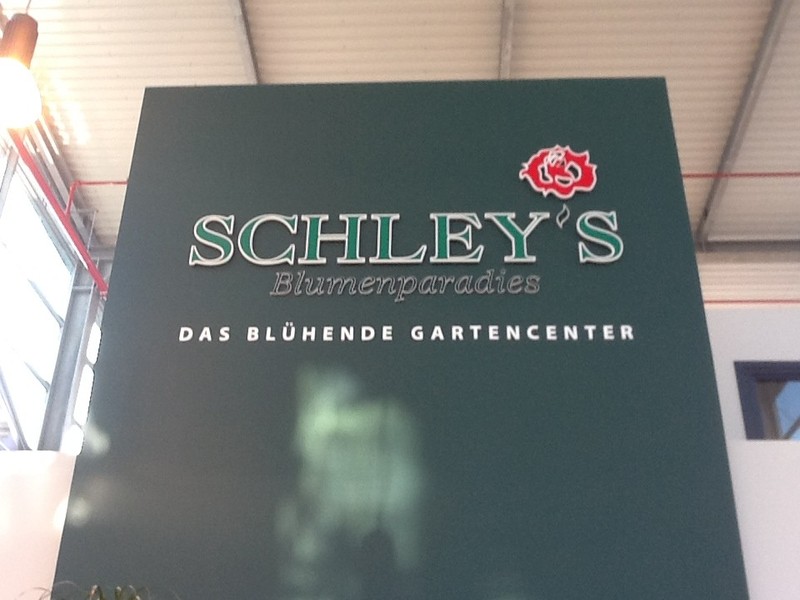 SCHLEY'S
Blumenparadies
DAS BLÜHENDE GARTENCENTER